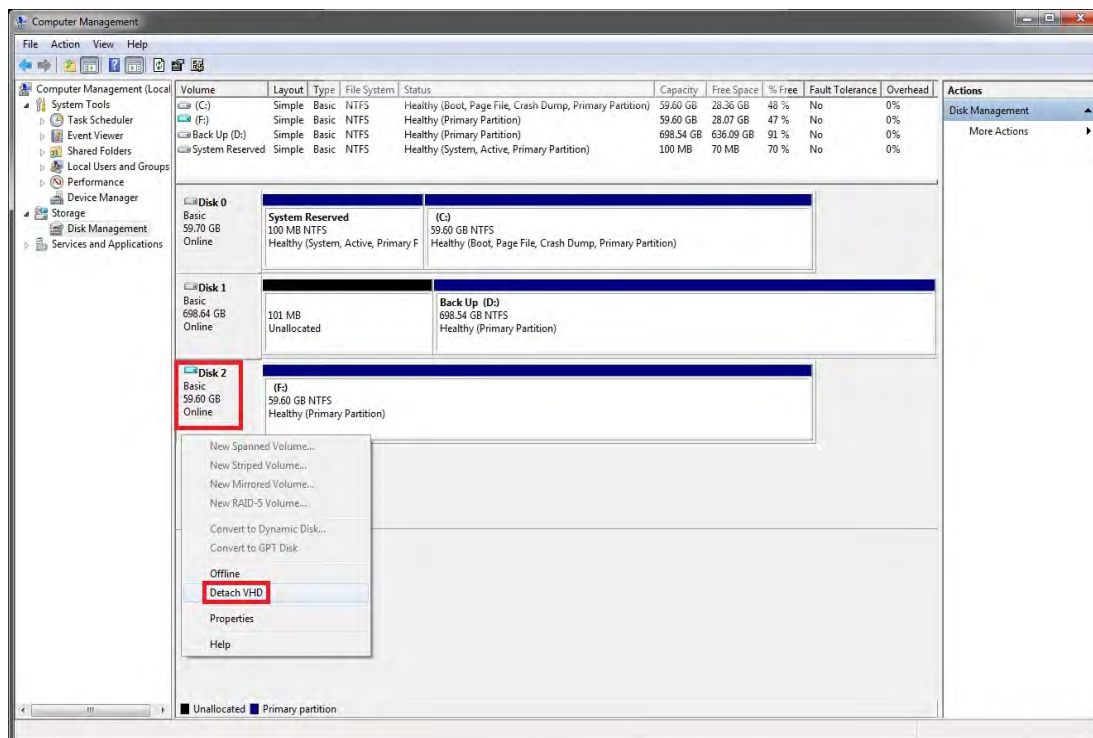 Computer Management
File Action View Help
Computer Management (Local
System Tools
Task Scheduler
Event Viewer
Shared Folders
Local Users and Groups
Performance
Device Manager
Storage
Disk Management
Services and Applications
Volume Layout Type File System Status Capacity Free Space % Free Fault Tolerance Overhead
(C:) Simple Basic NTFS Healthy (Boot, Page File, Crash Dump, Primary Partition) 59.60 GB 28.36 GB 48 % No 0%
(F:) Simple Basic NTFS Healthy (Primary Partition) 59.60 GB 28.07 GB 47 % No 0%
Back Up (D:) Simple Basic NTFS Healthy (Primary Partition) 698.54 GB 636.09 GB 91 % No 0%
System Reserved Simple Basic NTFS Healthy (System, Active, Primary Partition) 100 MB 70 MB 70 % No 0%
Disk 0
Basic
59.70 GB
Online
System Reserved
100 MB NTFS
Healthy (System, Active, Primary F
(C:)
59.60 GB NTFS
Healthy (Boot, Page File, Crash Dump, Primary Partition)
Disk 1
Basic
698.64 GB
Online
101 MB
Unallocated
Back Up (D:)
698.54 GB NTFS
Healthy (Primary Partition)
Disk 2
Basic
59.60 GB
Online
(F:)
59.60 GB NTFS
Healthy (Primary Partition)
New Spanned Volume...
New Striped Volume...
New Mirrored Volume...
New RAID-5 Volume...
Convert to Dynamic Disk...
Convert to GPT Disk
Offline
Detach VHD
Properties
Help
Unallocated Primary partition
Actions
Disk Management
More Actions